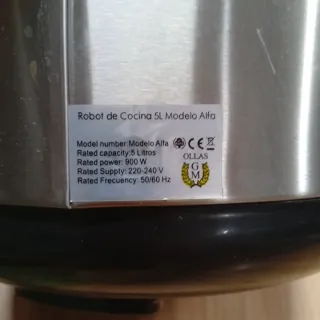 Robot de Cocina 5L Modelo Alfa
Model number: Modelo Alfa
Rated capacity: 5 Litros
Rated power: 900 W
Rated Supply: 220-240 V
Rated Frecuency: 50/60 Hz
CE
OLLAS
G
M